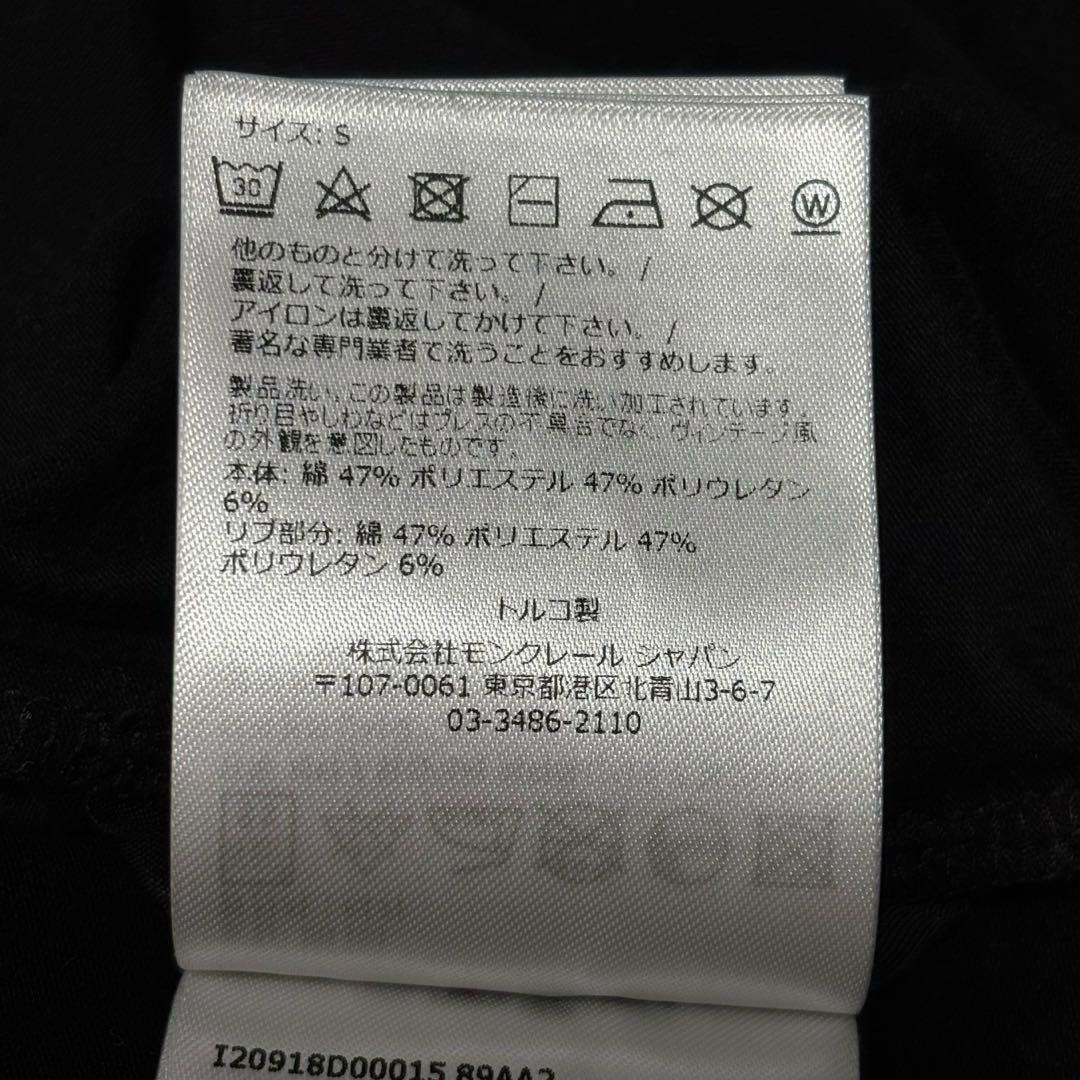 サイズ: S
30
W
他のものと分けて洗って下さい。 /
裏返して洗って下さい。 /
アイロンは裏返してかけて下さい。 /
著名な専門業者で洗うことをおすすめします。
製品洗い、この製品は製造後に洗い加工されています。
折り目やしわなどはプレスの不具合でなく、ヴィンテージ風
の外観を意図したものです。
本体: 綿 47% ポリエステル 47% ポリウレタン
6%
リブ部分: 綿 47% ポリエステル 47%
ポリウレタン 6%
トルコ製
株式会社モンクレール シャパン
〒107-0061 東京都港区北青山3-6-7
03-3486-2110
I20918D00015 89AA2